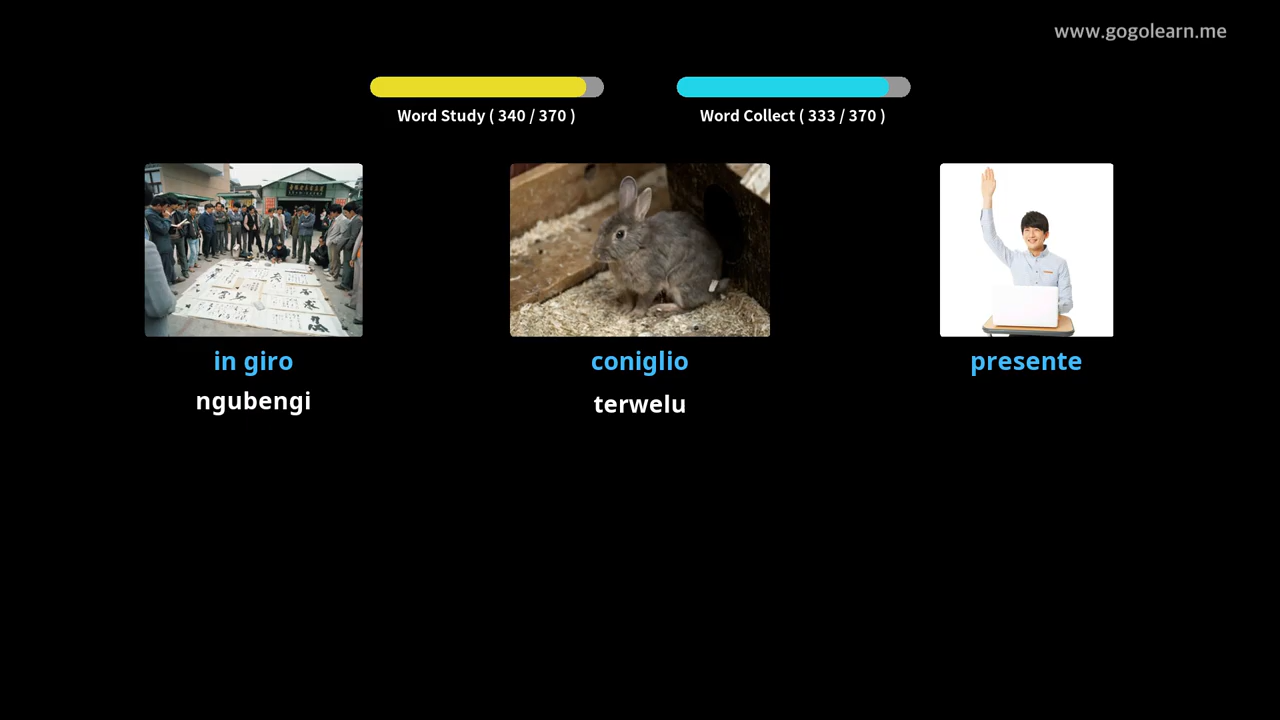 www.gogolearn.me
Word Study ( 340 / 370 )
Word Collect ( 333 / 370 )
in giro
coniglio
presente
ngubengi
terwelu